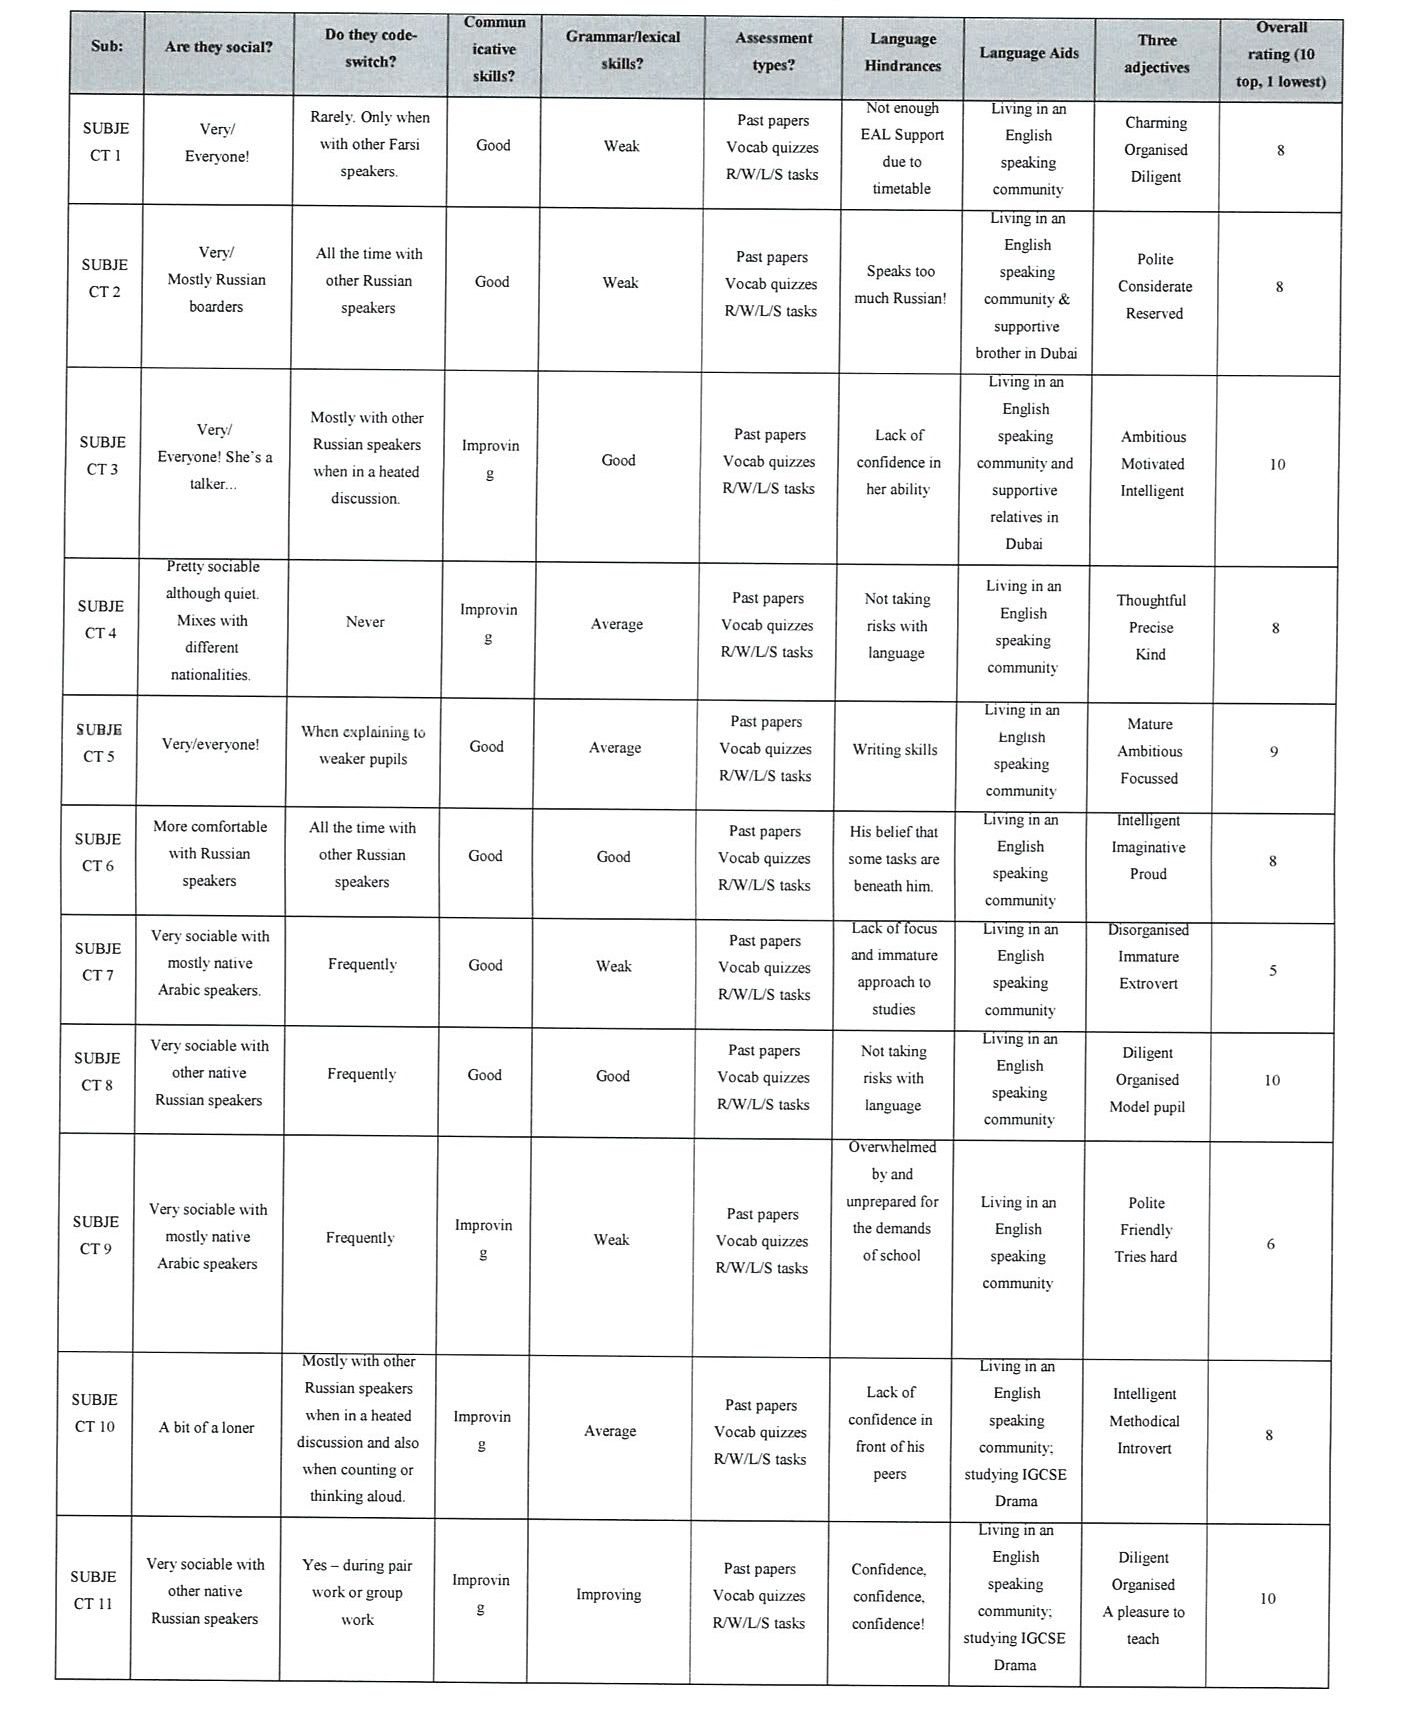 Sub:
Are they social?
Do they code-
switch?
Commun
icative
skills?
Grammar/lexical
skills?
Assessment
types?
Language
Hindrances
Language Aids
Three
adjectives
Overall
rating (10
top, 1 lowest)
SUBJE
CT 1
Very/
Everyone!
Rarely. Only when
with other Farsi
speakers.
Good
Weak
Past papers
Vocab quizzes
R/W/L/S tasks
Not enough
EAL Support
due to
timetable
Living in an
English
speaking
community
Charming
Organised
Diligent
8
SUBJE
CT 2
Very/
Mostly Russian
boarders
All the time with
other Russian
speakers
Good
Weak
Past papers
Vocab quizzes
R/W/L/S tasks
Speaks too
much Russian!
Living in an
English
speaking
community &
supportive
brother in Dubai
Polite
Considerate
Reserved
8
SUBJE
CT 3
Very/
Everyone! She's a
talker...
Mostly with other
Russian speakers
when in a heated
discussion.
Improvin
g
Good
Past papers
Vocab quizzes
R/W/L/S tasks
Lack of
confidence in
her ability
Living in an
English
speaking
community and
supportive
relatives in
Dubai
Ambitious
Motivated
Intelligent
10
SUBJE
CT 4
Pretty sociable
although quiet.
Mixes with
different
nationalities.
Never
Improvin
g
Average
Past papers
Vocab quizzes
R/W/L/S tasks
Not taking
risks with
language
Living in an
English
speaking
community
Thoughtful
Precise
Kind
8
SUBJE
CT 5
Very/everyone!
When explaining to
weaker pupils
Good
Average
Past papers
Vocab quizzes
R/W/L/S tasks
Writing skills
Living in an
English
speaking
community
Mature
Ambitious
Focussed
9
SUBJE
CT 6
More comfortable
with Russian
speakers
All the time with
other Russian
speakers
Good
Good
Past papers
Vocab quizzes
R/W/L/S tasks
His belief that
some tasks are
beneath him.
Living in an
English
speaking
community
Intelligent
Imaginative
Proud
8
SUBJE
CT 7
Very sociable with
mostly native
Arabic speakers.
Frequently
Good
Weak
Past papers
Vocab quizzes
R/W/L/S tasks
Lack of focus
and immature
approach to
studies
Living in an
English
speaking
community
Disorganised
Immature
Extrovert
5
SUBJE
CT 8
Very sociable with
other native
Russian speakers
Frequently
Good
Good
Past papers
Vocab quizzes
R/W/L/S tasks
Not taking
risks with
language
Living in an
English
speaking
community
Diligent
Organised
Model pupil
10
SUBJE
CT 9
Very sociable with
mostly native
Arabic speakers
Frequently
Improvin
g
Weak
Past papers
Vocab quizzes
R/W/L/S tasks
Overwhelmed
by and
unprepared for
the demands
of school
Living in an
English
speaking
community
Polite
Friendly
Tries hard
6
SUBJE
CT 10
A bit of a loner
Mostly with other
Russian speakers
when in a heated
discussion and also
when counting or
thinking aloud.
Improvin
g
Average
Past papers
Vocab quizzes
R/W/L/S tasks
Lack of
confidence in
front of his
peers
Living in an
English
speaking
community;
studying IGCSE
Drama
Intelligent
Methodical
Introvert
8
SUBJE
CT 11
Very sociable with
other native
Russian speakers
Yes – during pair
work or group
work
Improvin
g
Improving
Past papers
Vocab quizzes
R/W/L/S tasks
Confidence,
confidence,
confidence!
Living in an
English
speaking
community;
studying IGCSE
Drama
Diligent
Organised
A pleasure to
teach
10